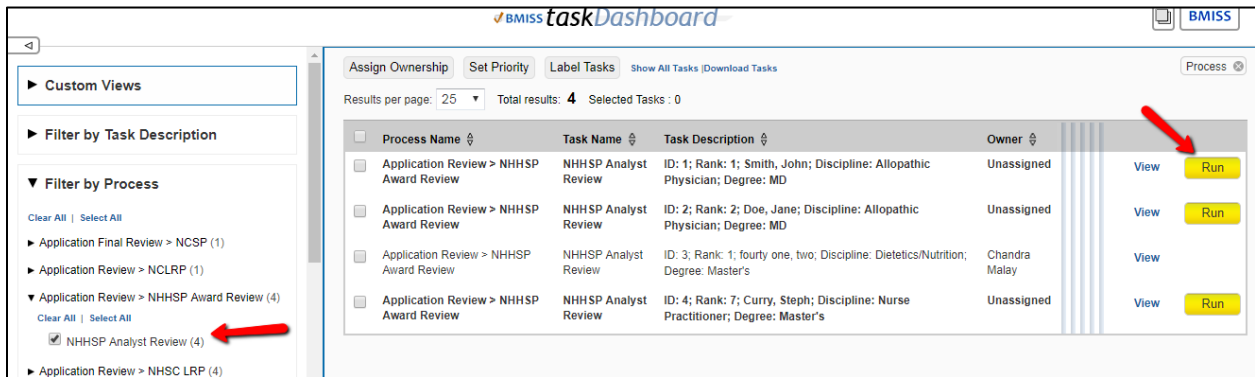 BMISS taskDashboard
BMISS
Custom Views
Filter by Task Description
Filter by Process
Clear All | Select All
Application Final Review > NCSP (1)
Application Review > NCLRP (1)
Application Review > NHHSP Award Review (4)
Clear All | Select All
NHHSP Analyst Review (4)
Application Review > NHSC LRP (4)
Assign Ownership Set Priority Label Tasks Show All Tasks |Download Tasks Process
Results per page: 25 Total results: 4 Selected Tasks : 0
Process Name Task Name Task Description Owner
Application Review > NHHSP NHHSP Analyst ID: 1; Rank: 1; Smith, John; Discipline: Allopathic Unassigned View Run
Award Review Review Physician; Degree: MD
Application Review > NHHSP NHHSP Analyst ID: 2; Rank: 2; Doe, Jane; Discipline: Allopathic Unassigned View Run
Award Review Review Physician; Degree: MD
Application Review > NHHSP NHHSP Analyst ID: 3; Rank: 1; fourty one, two; Discipline: Dietetics/Nutrition; Chandra View
Award Review Review Degree: Master's Malay
Application Review > NHHSP NHHSP Analyst ID: 4; Rank: 7; Curry, Steph; Discipline: Nurse Unassigned View Run
Award Review Review Practitioner; Degree: Master's